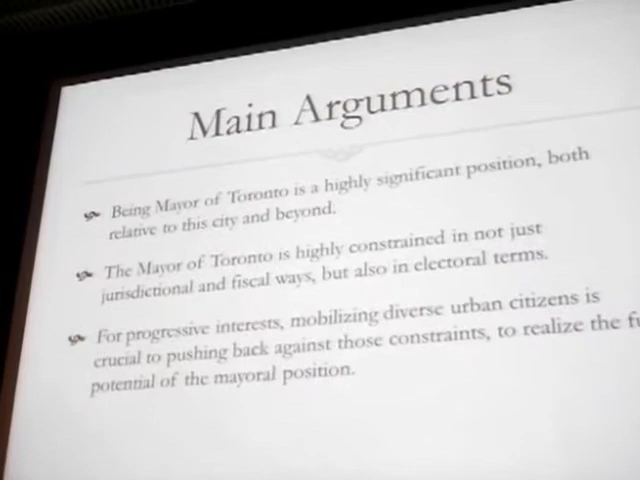 Main Arguments
Being Mayor of Toronto is a highly significant position, both
relative to this city and beyond.
The Mayor of Toronto is highly constrained in not just
jurisdictional and fiscal ways, but also in electoral terms.
For progressive interests, mobilizing diverse urban citizens is
crucial to pushing back against those constraints, to realize the
potential of the mayoral position.